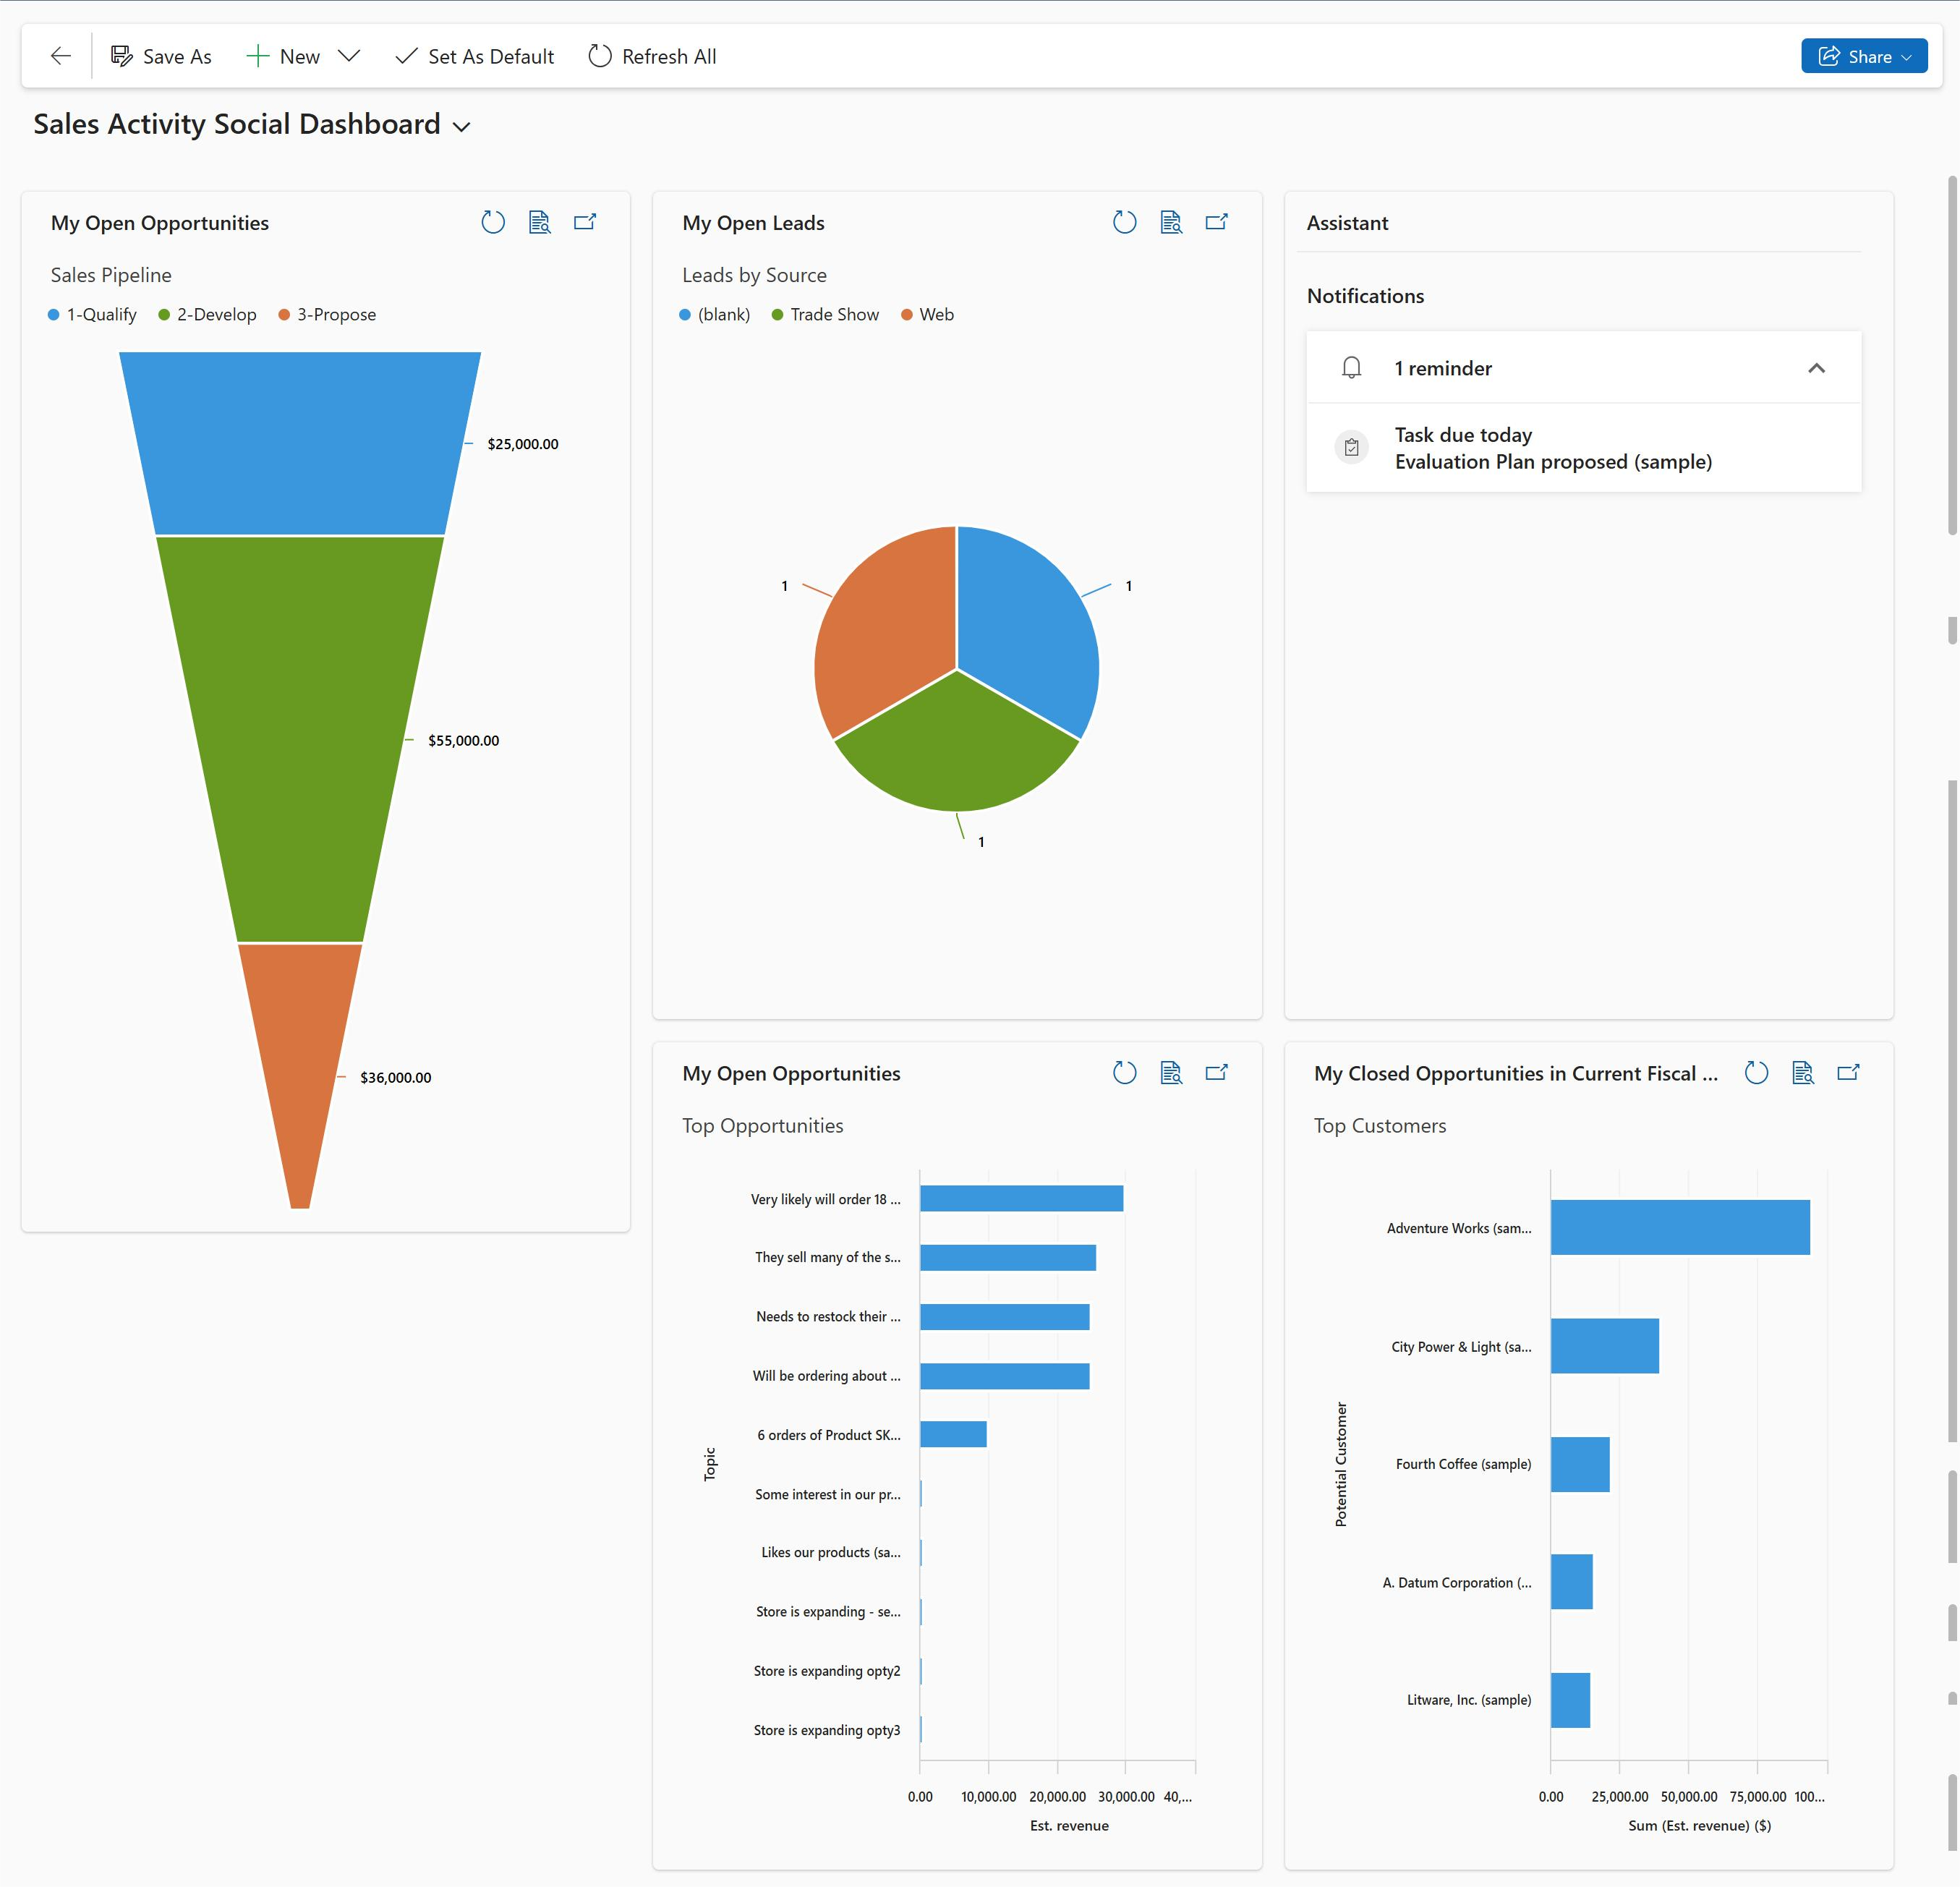 Save As
New
Set As Default
Refresh All
Share
Sales Activity Social Dashboard
My Open Opportunities
Sales Pipeline
1-Qualify 2-Develop 3-Propose
$25,000.00
$55,000.00
$36,000.00
My Open Leads
Leads by Source
(blank) Trade Show Web
1
1
1
Assistant
Notifications
1 reminder
Task due today
Evaluation Plan proposed (sample)
My Open Opportunities
Top Opportunities
Topic
Very likely will order 18 ...
They sell many of the s...
Needs to restock their ...
Will be ordering about ...
6 orders of Product SK...
Some interest in our pr...
Likes our products (sa...
Store is expanding - se...
Store is expanding opty2
Store is expanding opty3
0.00 10,000.00 20,000.00 30,000.00 40,...
Est. revenue
My Closed Opportunities in Current Fiscal ...
Top Customers
Potential Customer
Adventure Works (sam...
City Power & Light (sa...
Fourth Coffee (sample)
A. Datum Corporation (...
Litware, Inc. (sample)
0.00 25,000.00 50,000.00 75,000.00 100...
Sum (Est. revenue) ($)